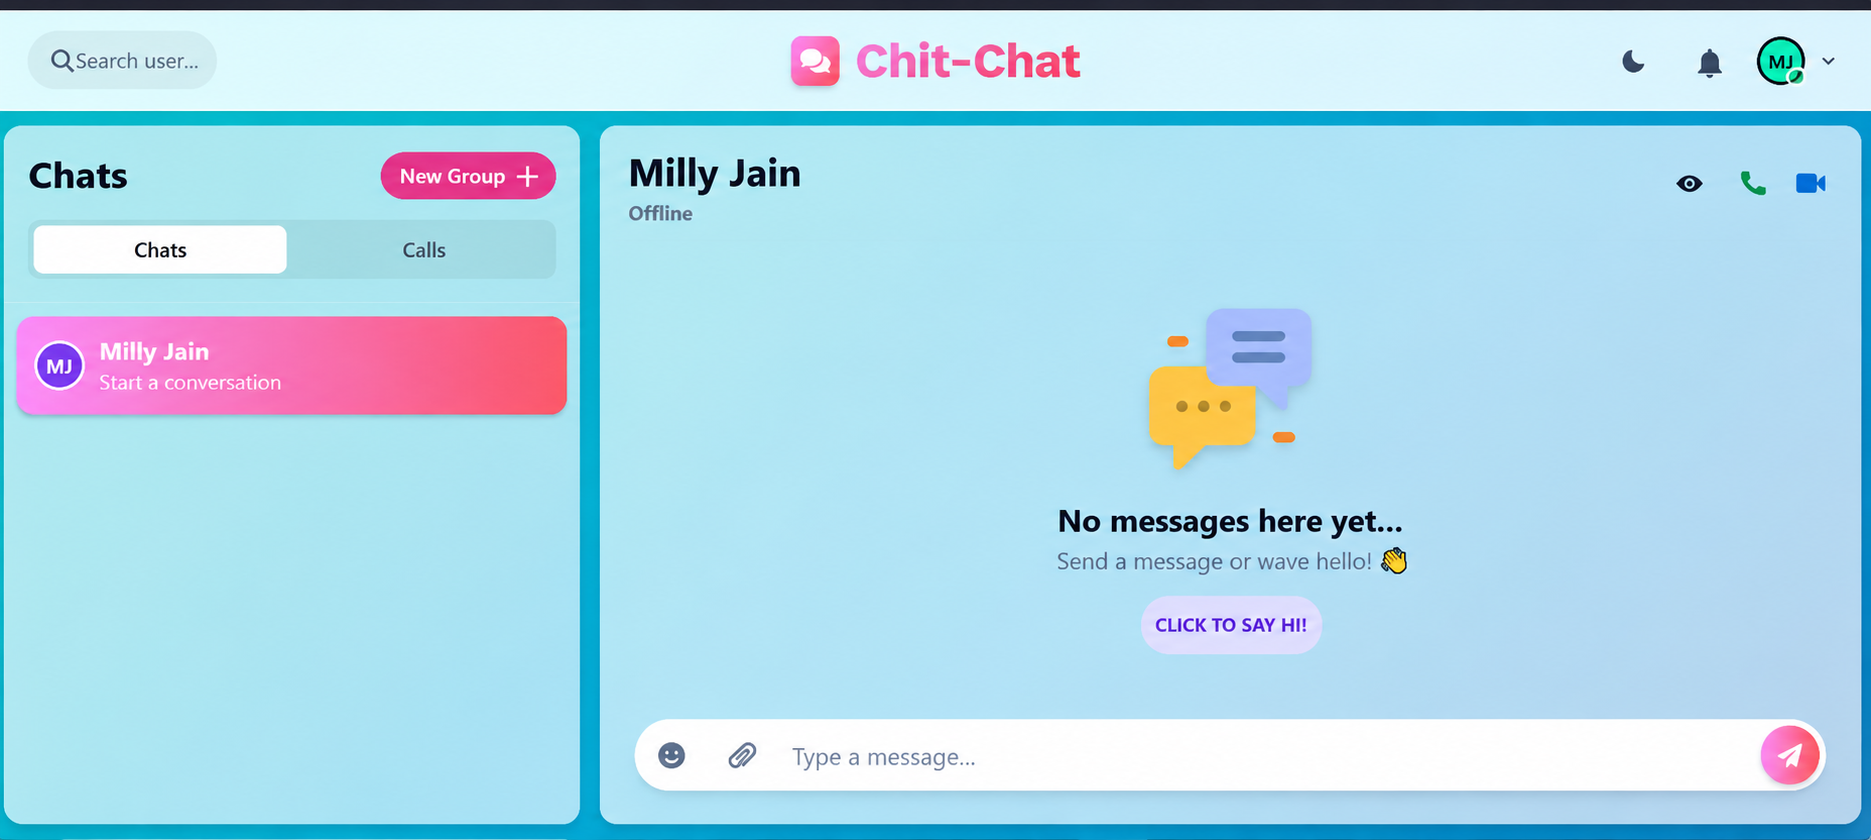 Search user...
Chit-Chat
MJ
Chats
New Group
Chats
Calls
MJ
Milly Jain
Start a conversation
Milly Jain
Offline
No messages here yet...
Send a message or wave hello! 👋
CLICK TO SAY HI!
Type a message...